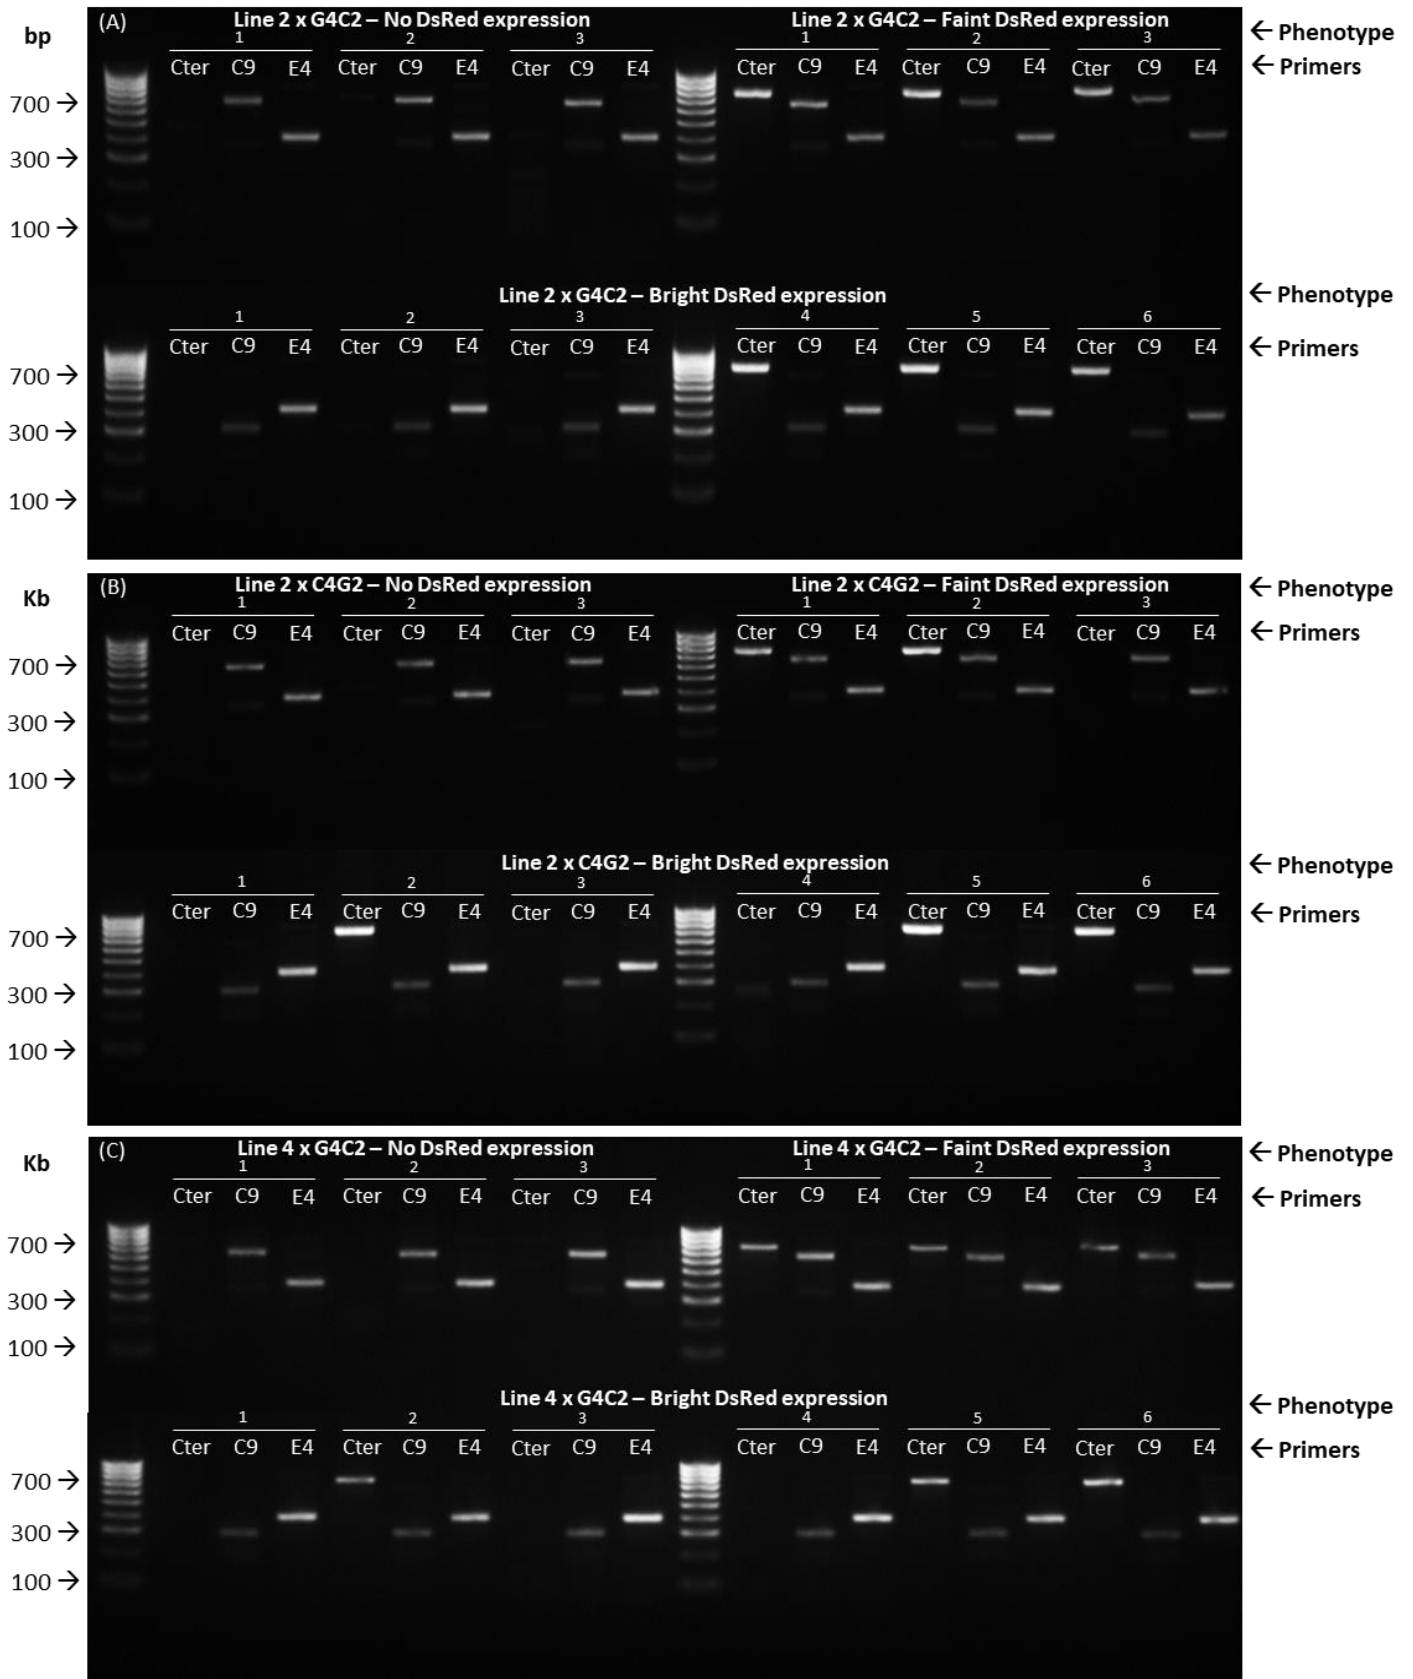 (A) Line 2 x G4C2 – No DsRed expression Line 2 x G4C2 – Faint DsRed expression ← Phenotype
bp 1 2 3 1 2 3
Cter C9 E4 Cter C9 E4 Cter C9 E4 Cter C9 E4 Cter C9 E4 Cter C9 E4 ← Primers
700 →
300 →
100 →
Line 2 x G4C2 – Bright DsRed expression ← Phenotype
1 2 3 4 5 6
Cter C9 E4 Cter C9 E4 Cter C9 E4 Cter C9 E4 Cter C9 E4 Cter C9 E4 ← Primers
700 →
300 →
100 →
(B) Line 2 x C4G2 – No DsRed expression Line 2 x C4G2 – Faint DsRed expression ← Phenotype
Kb 1 2 3 1 2 3
Cter C9 E4 Cter C9 E4 Cter C9 E4 Cter C9 E4 Cter C9 E4 Cter C9 E4 ← Primers
700 →
300 →
100 →
Line 2 x C4G2 – Bright DsRed expression ← Phenotype
1 2 3 4 5 6
Cter C9 E4 Cter C9 E4 Cter C9 E4 Cter C9 E4 Cter C9 E4 Cter C9 E4 ← Primers
700 →
300 →
100 →
(C) Line 4 x G4C2 – No DsRed expression Line 4 x G4C2 – Faint DsRed expression ← Phenotype
Kb 1 2 3 1 2 3
Cter C9 E4 Cter C9 E4 Cter C9 E4 Cter C9 E4 Cter C9 E4 Cter C9 E4 ← Primers
700 →
300 →
100 →
Line 4 x G4C2 – Bright DsRed expression ← Phenotype
1 2 3 4 5 6
Cter C9 E4 Cter C9 E4 Cter C9 E4 Cter C9 E4 Cter C9 E4 Cter C9 E4 ← Primers
700 →
300 →
100 →